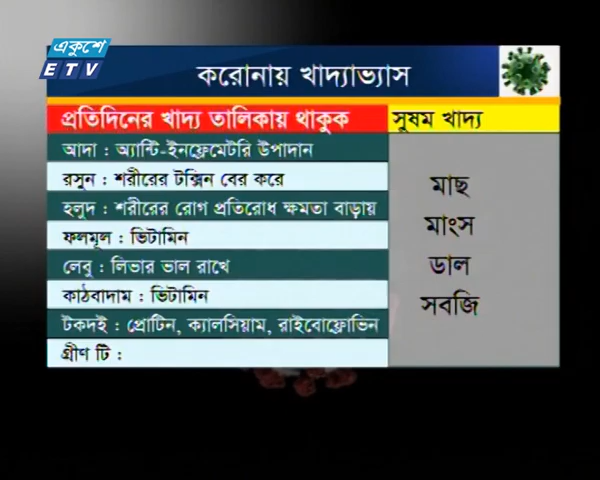 একুশে
ETV
করোনায় খাদ্যাভ্যাস
প্রতিদিনের খাদ্য তালিকায় থাকুক
সুষম খাদ্য
আদা : অ্যান্টি-ইনফ্লেমেটরি উপাদান
রসুন : শরীরের টক্সিন বের করে
হলুদ : শরীরের রোগ প্রতিরোধ ক্ষমতা বাড়ায়
ফলমূল : ভিটামিন
লেবু : লিভার ভাল রাখে
কাঠবাদাম : ভিটামিন
টকদই : প্রোটিন, ক্যালসিয়াম, রাইবোফ্লোভিন
গ্রীণ টি :
মাছ
মাংস
ডাল
সবজি